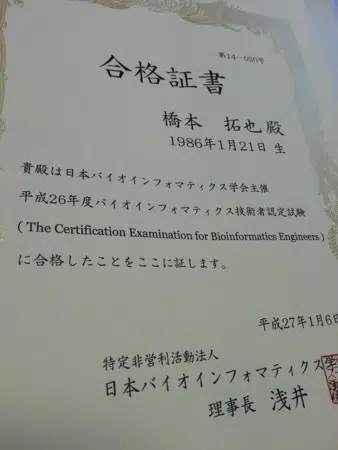 第14-020号
合格証書
橋本 拓也 殿
1986年1月21日 生
貴殿は日本バイオインフォマティクス学会主催
平成26年度バイオインフォマティクス技術者認定試験
( The Certification Examination for Bioinformatics Engineers )
に合格したことをここに証します。
平成27年1月6日
特定非営利活動法人
日本バイオインフォマティクス学
理事長 浅井